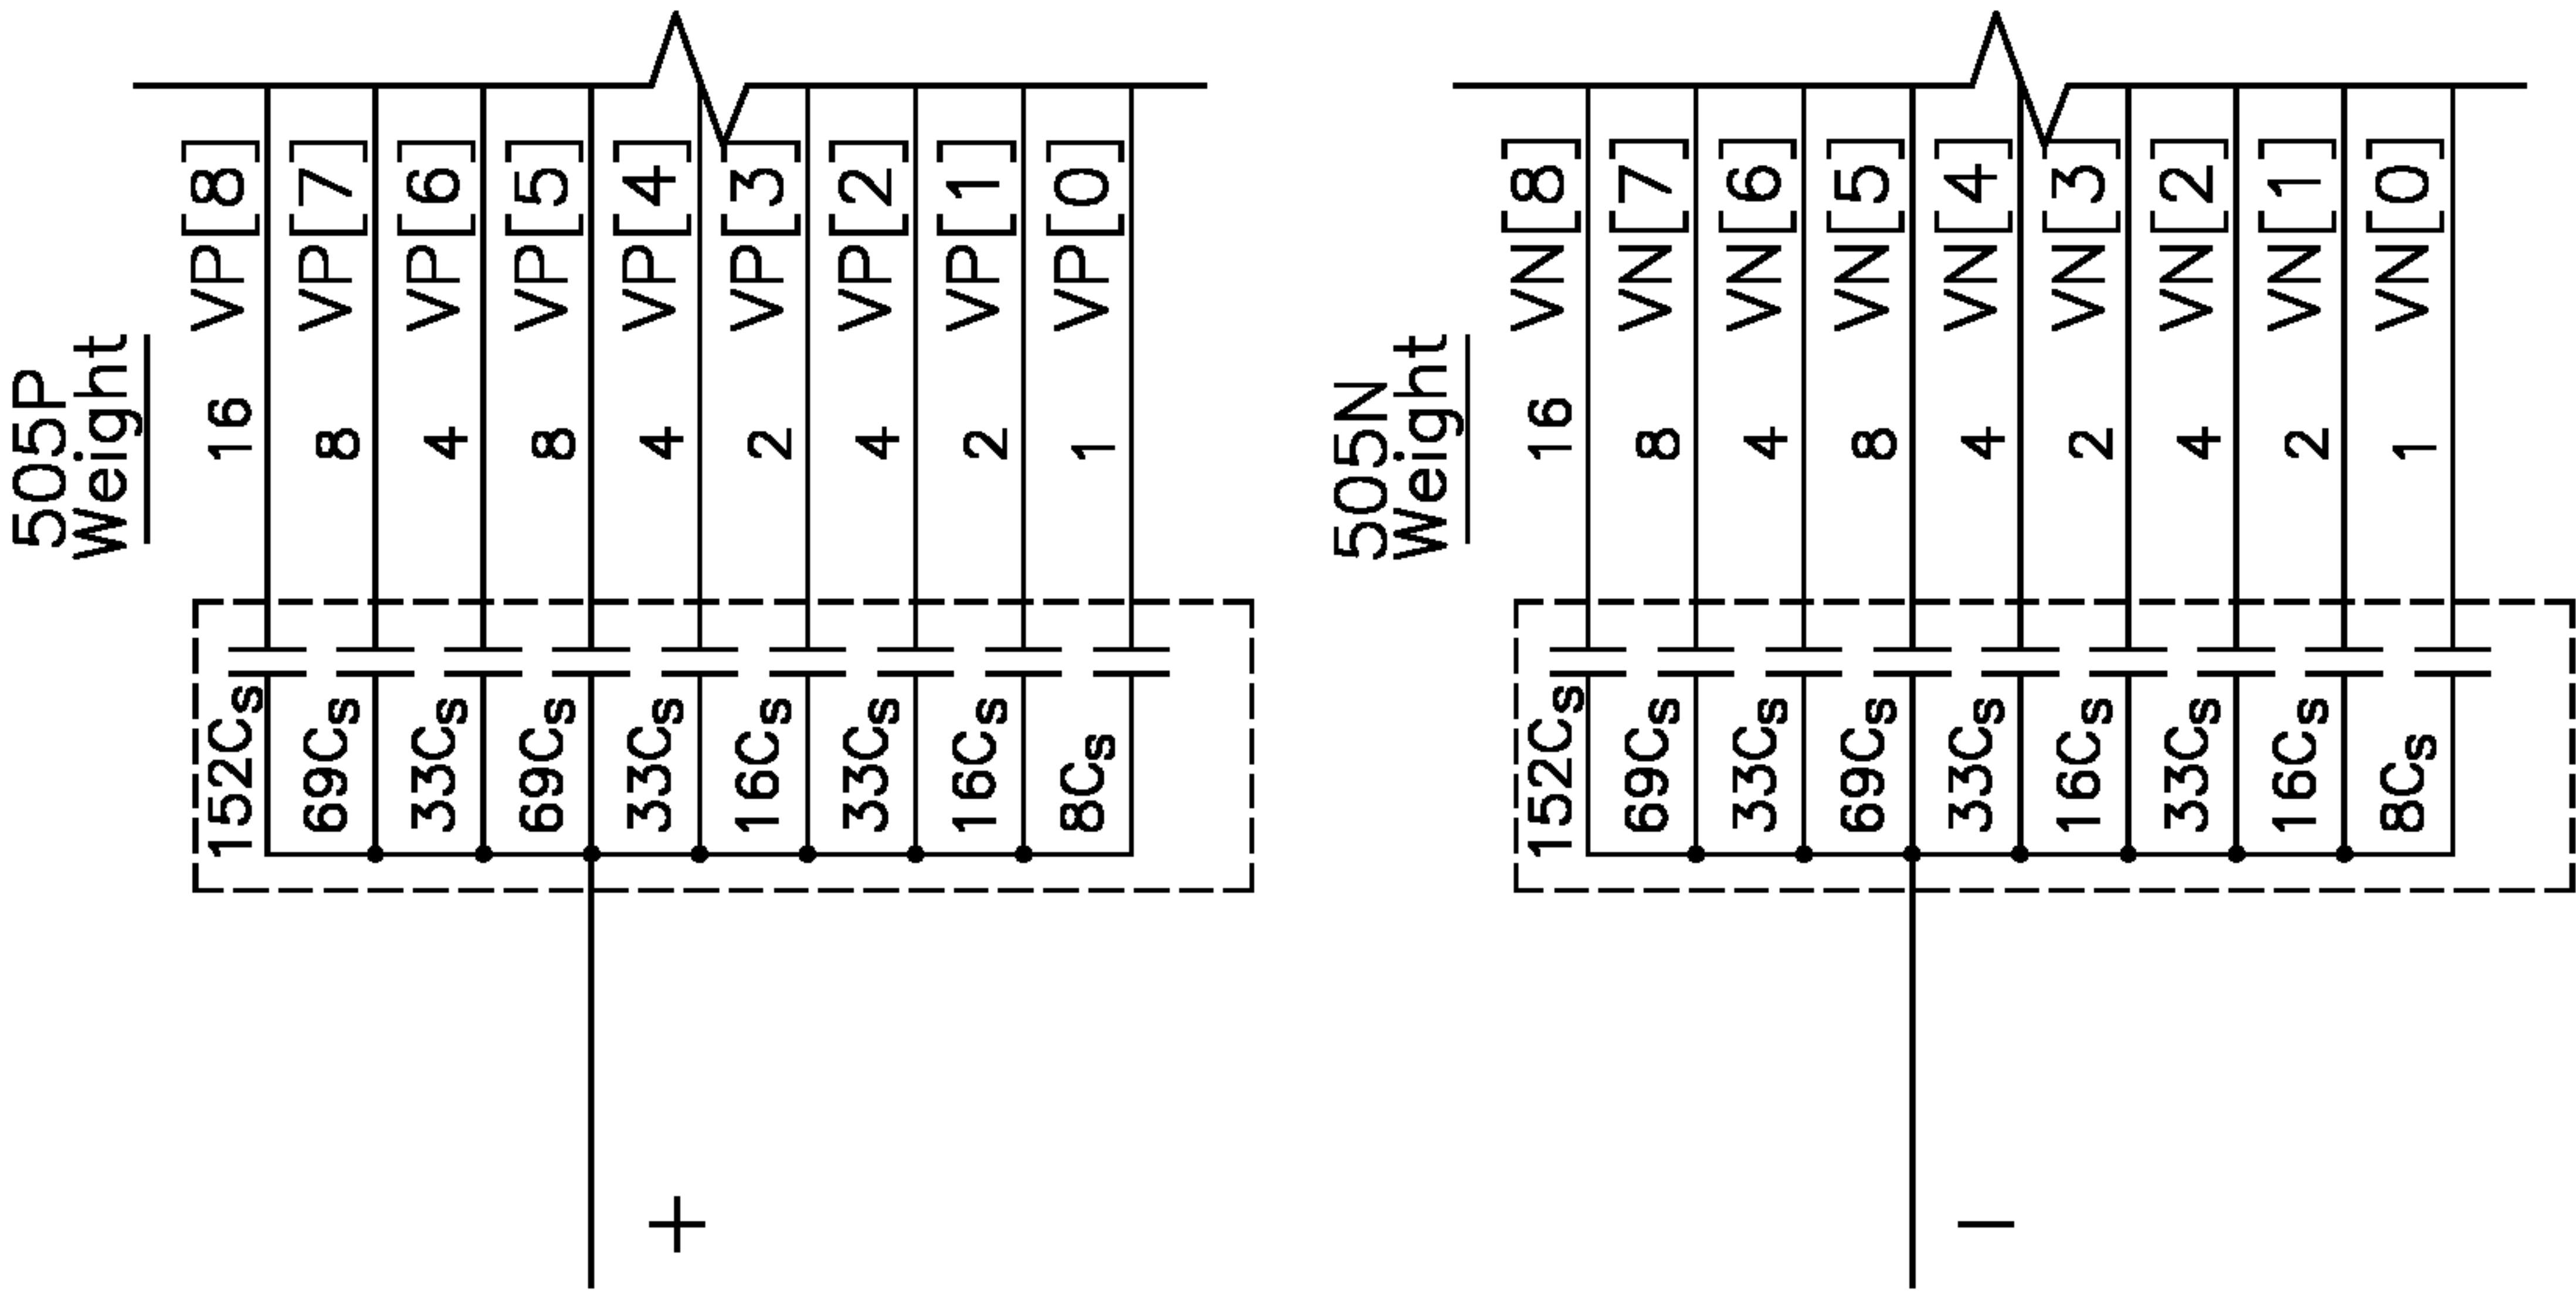 505P
Weight
16 VP[8]
8 VP[7]
4 VP[6]
8 VP[5]
4 VP[4]
2 VP[3]
4 VP[2]
2 VP[1]
1 VP[0]
152Cs
69Cs
33Cs
69Cs
33Cs
16Cs
33Cs
16Cs
8Cs
+
505N
Weight
16 VN[8]
8 VN[7]
4 VN[6]
8 VN[5]
4 VN[4]
2 VN[3]
4 VN[2]
2 VN[1]
1 VN[0]
152Cs
69Cs
33Cs
69Cs
33Cs
16Cs
33Cs
16Cs
8Cs
−